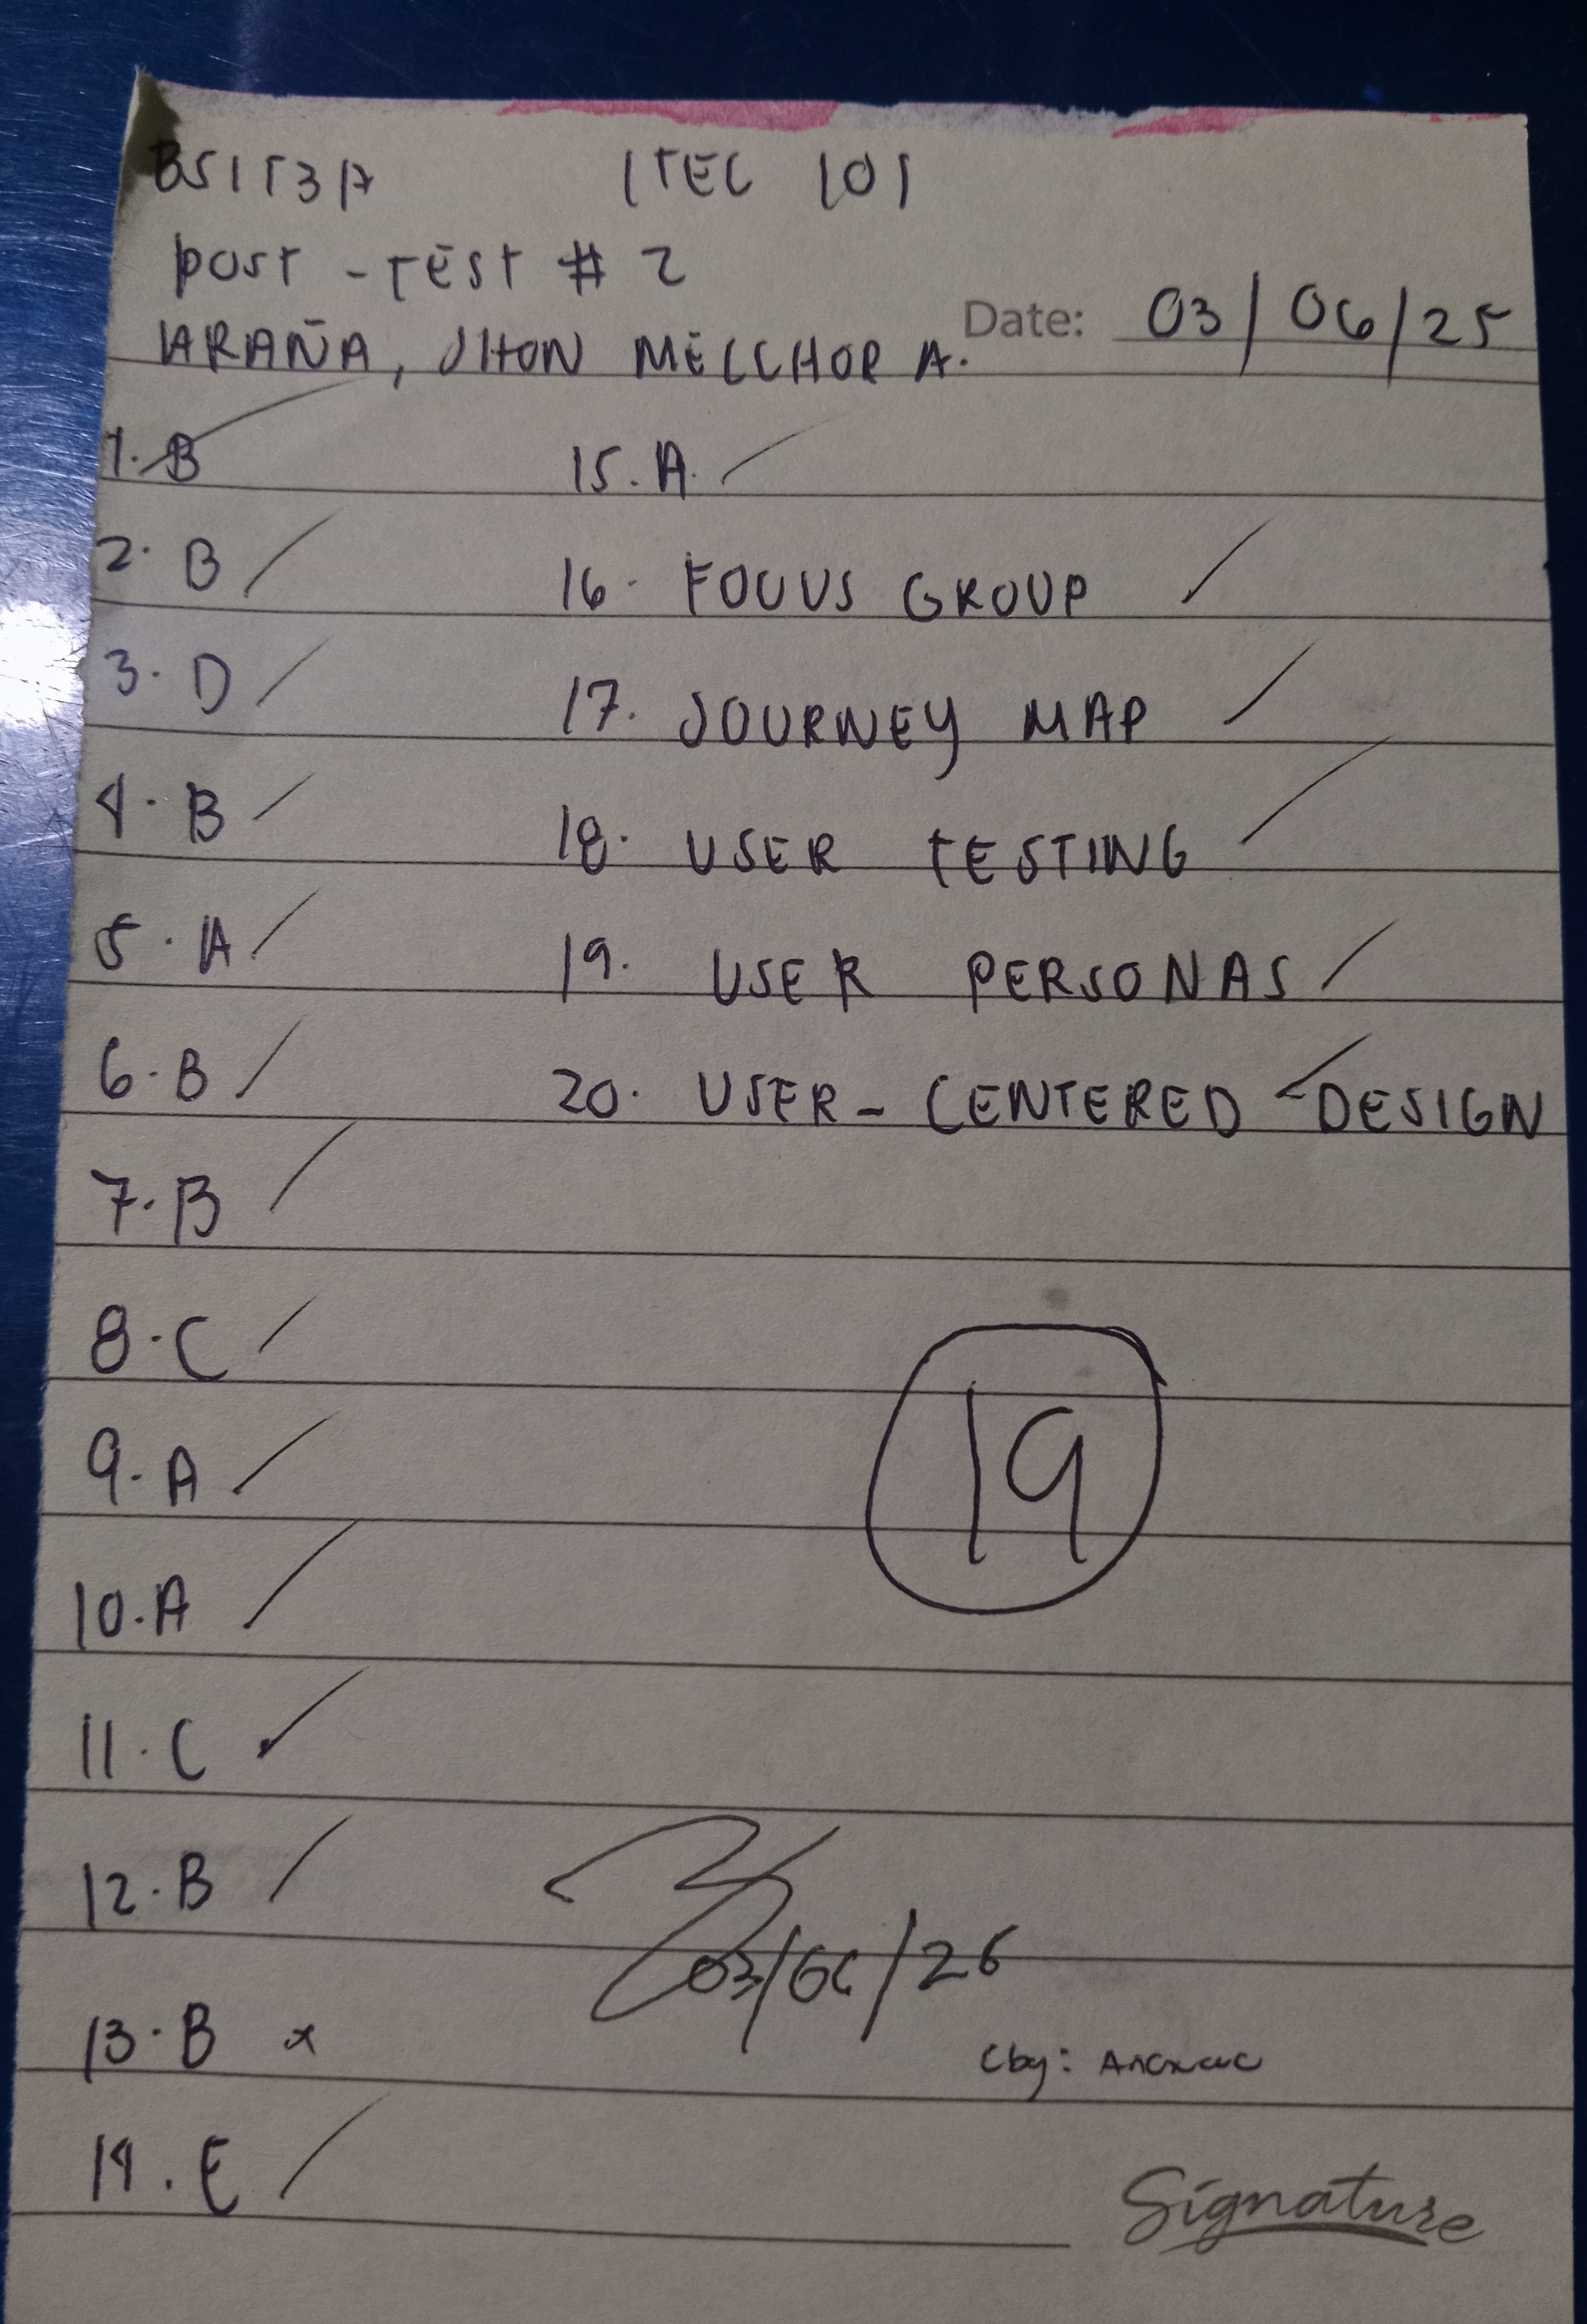 BSIT3A ITEC 101
POST - TEST # 2
Date: 03/06/25
ARAÑA, JHON MELCHOR A.
1. B
2. B
3. D
4. B
5. A
6. B
7. B
8. C
9. A
10. A
11. C
12. B
13. B x
14. E
15. A
16. FOCUS GROUP
17. JOURNEY MAP
18. USER TESTING
19. USER PERSONAS
20. USER - CENTERED DESIGN
19
03/06/26
Cby:
Signature